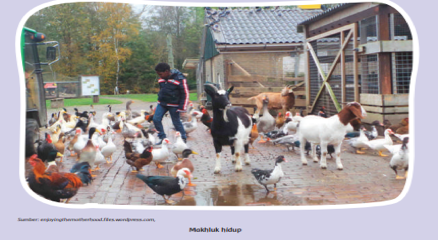 Sumber: enjoyingthemotherhood.files.wordpress.com,
Makhluk hidup